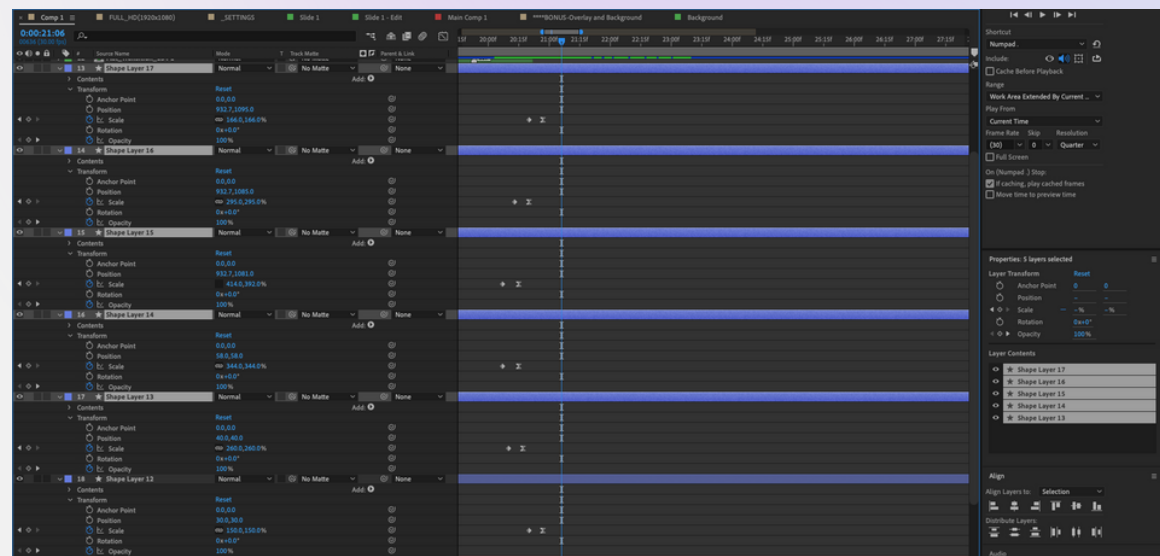 Comp 1 FULL_HD(1920x1080) _SETTINGS Slide 1 Slide 1 - Edit Main Comp 1 ****BONUS-Overlay and Background Background
0:00:21:06
15f 20:00f 20:15f 21:00f 21:15f 22:00f 22:15f 23:00f 23:15f 24:00f 24:15f 25:00f 25:15f 26:00f 26:15f 27:00f 27:15f
# Source Name Mode T Track Matte Parent & Link
13 Shape Layer 17 Normal No Matte None
Contents Add:
Transform Reset
Anchor Point 0.0,0.0
Position 932.7,1095.0
Scale 166.0,166.0%
Rotation 0x+0.0°
Opacity 100%
14 Shape Layer 16 Normal No Matte None
Contents Add:
Transform Reset
Anchor Point 0.0,0.0
Position 932.7,1085.0
Scale 295.0,295.0%
Rotation 0x+0.0°
Opacity 100%
15 Shape Layer 15 Normal No Matte None
Contents Add:
Transform Reset
Anchor Point 0.0,0.0
Position 932.7,1081.0
Scale 414.0,392.0%
Rotation 0x+0.0°
Opacity 100%
16 Shape Layer 14 Normal No Matte None
Contents Add:
Transform Reset
Anchor Point 0.0,0.0
Position 58.0,58.0
Scale 344.0,344.0%
Rotation 0x+0.0°
Opacity 100%
17 Shape Layer 13 Normal No Matte None
Contents Add:
Transform Reset
Anchor Point 0.0,0.0
Position 40.0,40.0
Scale 260.0,260.0%
Rotation 0x+0.0°
Opacity 100%
18 Shape Layer 12 Normal No Matte None
Contents Add:
Transform Reset
Anchor Point 0.0,0.0
Position 30.0,30.0
Scale 150.0,150.0%
Rotation 0x+0.0°
Opacity 100%
Shortcut
Numpad .
Include:
Cache Before Playback
Range
Work Area Extended By Current ...
Play From
Current Time
Frame Rate Skip Resolution
(30) 0 Quarter
Full Screen
On (Numpad .) Stop:
If caching, play cached frames
Move time to preview time
Properties: 5 layers selected
Layer Transform Reset
Anchor Point 0 0
Position - -
Scale - % - %
Rotation 0x+0°
Opacity 100%
Layer Contents
Shape Layer 17
Shape Layer 16
Shape Layer 15
Shape Layer 14
Shape Layer 13
Align
Align Layers to: Selection
Distribute Layers:
Audio